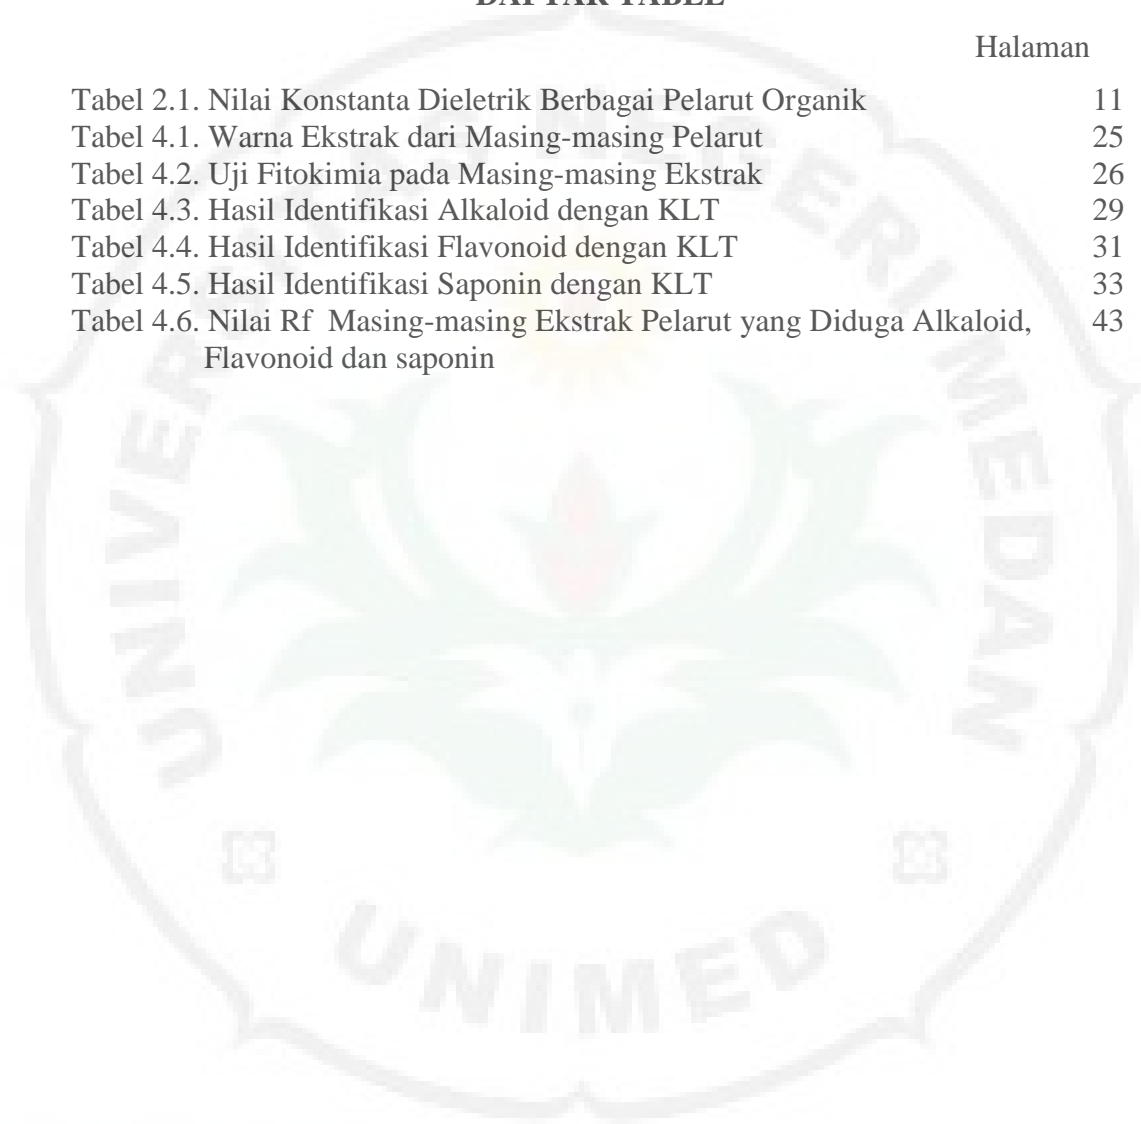 DAFTAR TABEL
Halaman
Tabel 2.1. Nilai Konstanta Dieletrik Berbagai Pelarut Organik 11
Tabel 4.1. Warna Ekstrak dari Masing-masing Pelarut 25
Tabel 4.2. Uji Fitokimia pada Masing-masing Ekstrak 26
Tabel 4.3. Hasil Identifikasi Alkaloid dengan KLT 29
Tabel 4.4. Hasil Identifikasi Flavonoid dengan KLT 31
Tabel 4.5. Hasil Identifikasi Saponin dengan KLT 33
Tabel 4.6. Nilai Rf Masing-masing Ekstrak Pelarut yang Diduga Alkaloid, 43
Flavonoid dan saponin
UNIVERSITAS NEGERI MEDAN
UNIMED